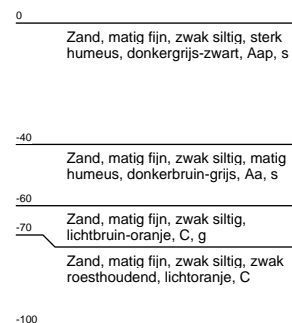 0
Zand, matig fijn, zwak siltig, sterk
humeus, donkergrijs-zwart, Aap, s
-40
Zand, matig fijn, zwak siltig, matig
humeus, donkerbruin-grijs, Aa, s
-60
Zand, matig fijn, zwak siltig,
lichtbruin-oranje, C, g
-70
Zand, matig fijn, zwak siltig, zwak
roesthoudend, lichtoranje, C
-100